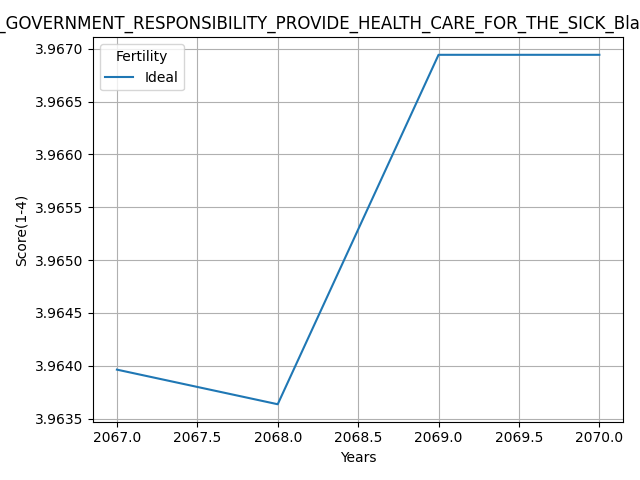 _GOVERNMENT_RESPONSIBILITY_PROVIDE_HEALTH_CARE_FOR_THE_SICK_Bla
3.9670
Fertility
Ideal
3.9665
3.9660
3.9655
Score(1-4)
3.9650
3.9645
3.9640
3.9635
2067.0 2067.5 2068.0 2068.5 2069.0 2069.5 2070.0
Years